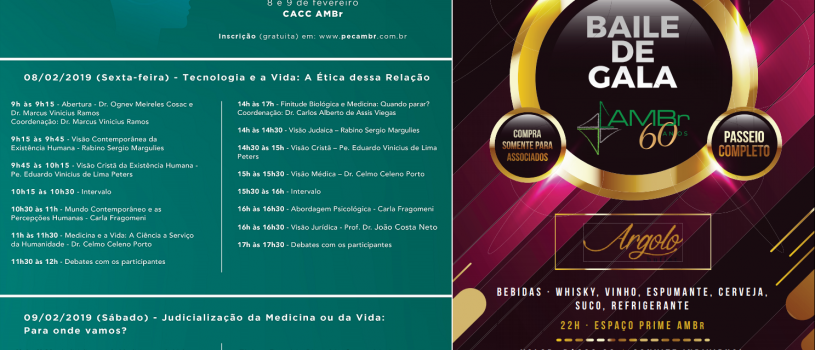 8 e 9 de fevereiro
CACC AMBr
Inscrição (gratuita) em: www.pecambr.com.br
08/02/2019 (Sexta-feira) - Tecnologia e a Vida: A Ética dessa Relação
9h às 9h15 - Abertura - Dr. Ognev Meireles Cosac e
Dr. Marcus Vinicius Ramos
Coordenação: Dr. Marcus Vinicius Ramos
9h15 às 9h45 - Visão Contemporânea da
Existência Humana - Rabino Sergio Margulies
9h45 às 10h15 - Visão Cristã da Existência Humana -
Pe. Eduardo Vinicius de Lima Peters
10h15 às 10h30 - Intervalo
10h30 às 11h - Mundo Contemporâneo e as
Percepções Humanas - Carla Fragomeni
11h às 11h30 - Medicina e a Vida: A Ciência a Serviço
da Humanidade - Dr. Celmo Celeno Porto
11h30 às 12h - Debates com os participantes
14h às 17h - Finitude Biológica e Medicina: Quando parar?
Coordenação: Dr. Carlos Alberto de Assis Viegas
14h às 14h30 - Visão Judaica – Rabino Sergio Margulies
14h30 às 15h - Visão Cristã – Pe. Eduardo Vinicius de Lima
Peters
15h às 15h30 - Visão Médica – Dr. Celmo Celeno Porto
15h30 às 16h - Intervalo
16h às 16h30 - Abordagem Psicológica - Carla Fragomeni
16h às 16h30 - Visão Jurídica - Prof. Dr. João Costa Neto
17h às 17h30 - Debates com os participantes
09/02/2019 (Sábado) - Judicialização da Medicina ou da Vida:
Para onde vamos?
BAILE
DE
GALA
AMBr
60 ANOS
COMPRA
SOMENTE PARA
ASSOCIADOS
PASSEIO
COMPLETO
Argolo
BEBIDAS · WHISKY, VINHO, ESPUMANTE, CERVEJA,
SUCO, REFRIGERANTE
22H · ESPAÇO PRIME AMBR